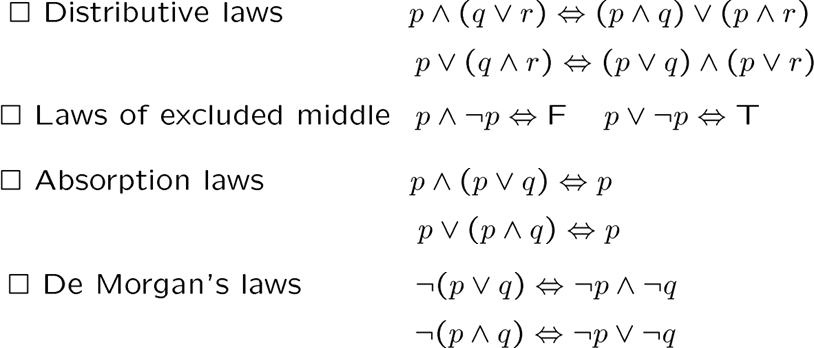 □ Distributive laws p ∧ (q ∨ r) ⇔ (p ∧ q) ∨ (p ∧ r)
p ∨ (q ∧ r) ⇔ (p ∨ q) ∧ (p ∨ r)
□ Laws of excluded middle p ∧ ¬p ⇔ F p ∨ ¬p ⇔ T
□ Absorption laws p ∧ (p ∨ q) ⇔ p
p ∨ (p ∧ q) ⇔ p
□ De Morgan's laws ¬(p ∨ q) ⇔ ¬p ∧ ¬q
¬(p ∧ q) ⇔ ¬p ∨ ¬q